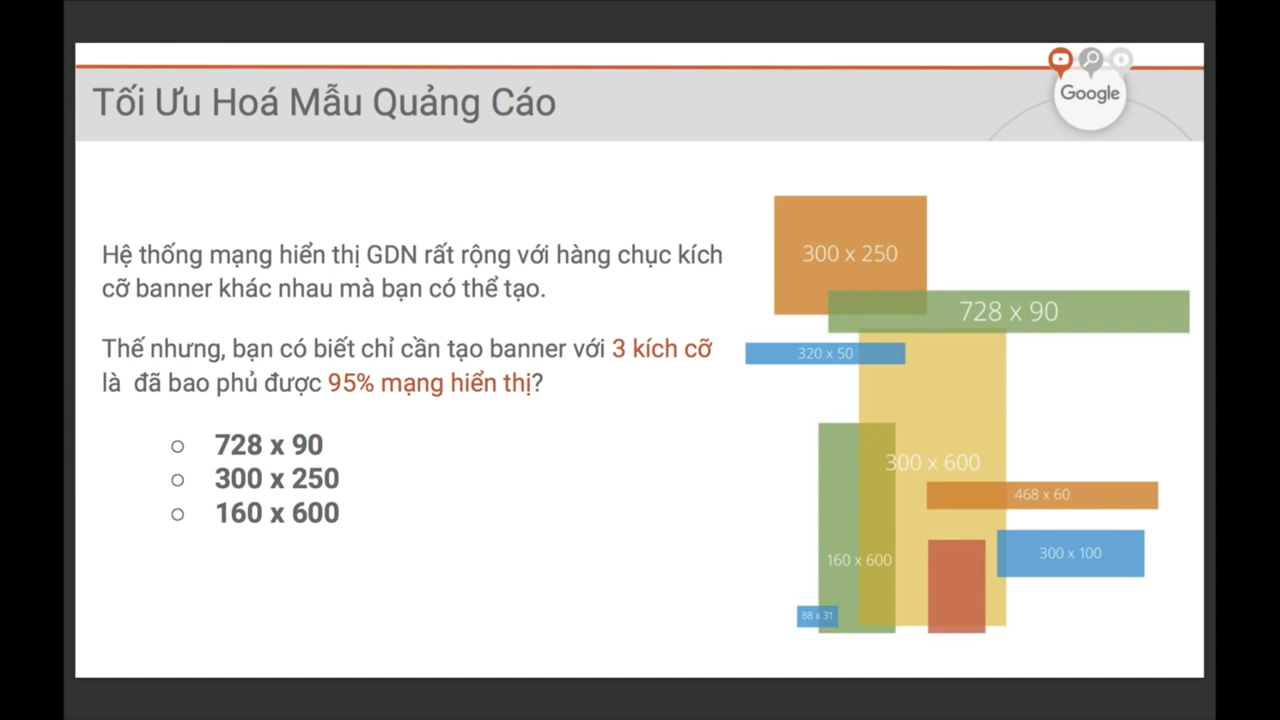 Tối Ưu Hoá Mẫu Quảng Cáo
Google
Hệ thống mạng hiển thị GDN rất rộng với hàng chục kích
cỡ banner khác nhau mà bạn có thể tạo.
Thế nhưng, bạn có biết chỉ cần tạo banner với 3 kích cỡ
là đã bao phủ được 95% mạng hiển thị?
○ 728 x 90
○ 300 x 250
○ 160 x 600
300 x 250
728 x 90
320 x 50
300 x 600
468 x 60
300 x 100
160 x 600
88 x 31